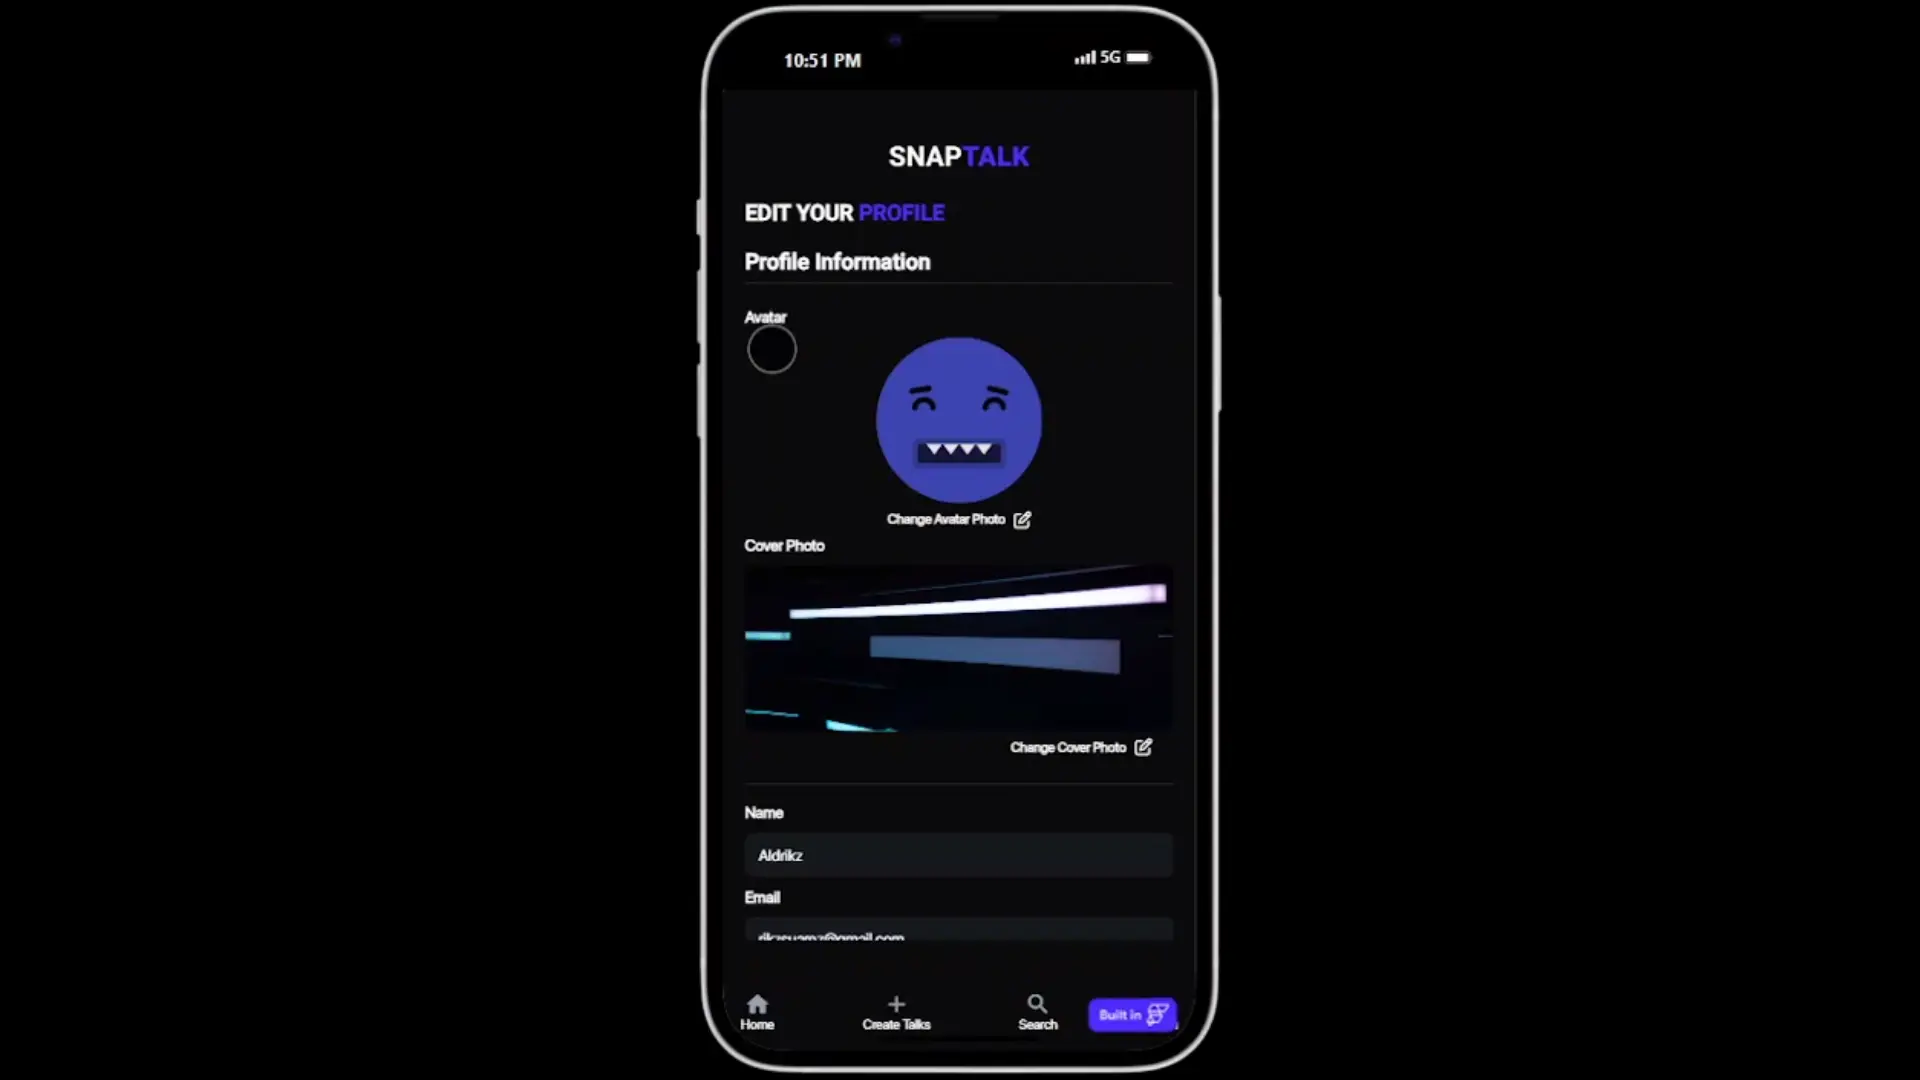 10:51 PM
5G
SNAPTALK
EDIT YOUR PROFILE
Profile Information
Avatar
Change Avatar Photo
Cover Photo
Change Cover Photo
Name
Aldrikz
Email
Home
Create Talks
Search
Built in